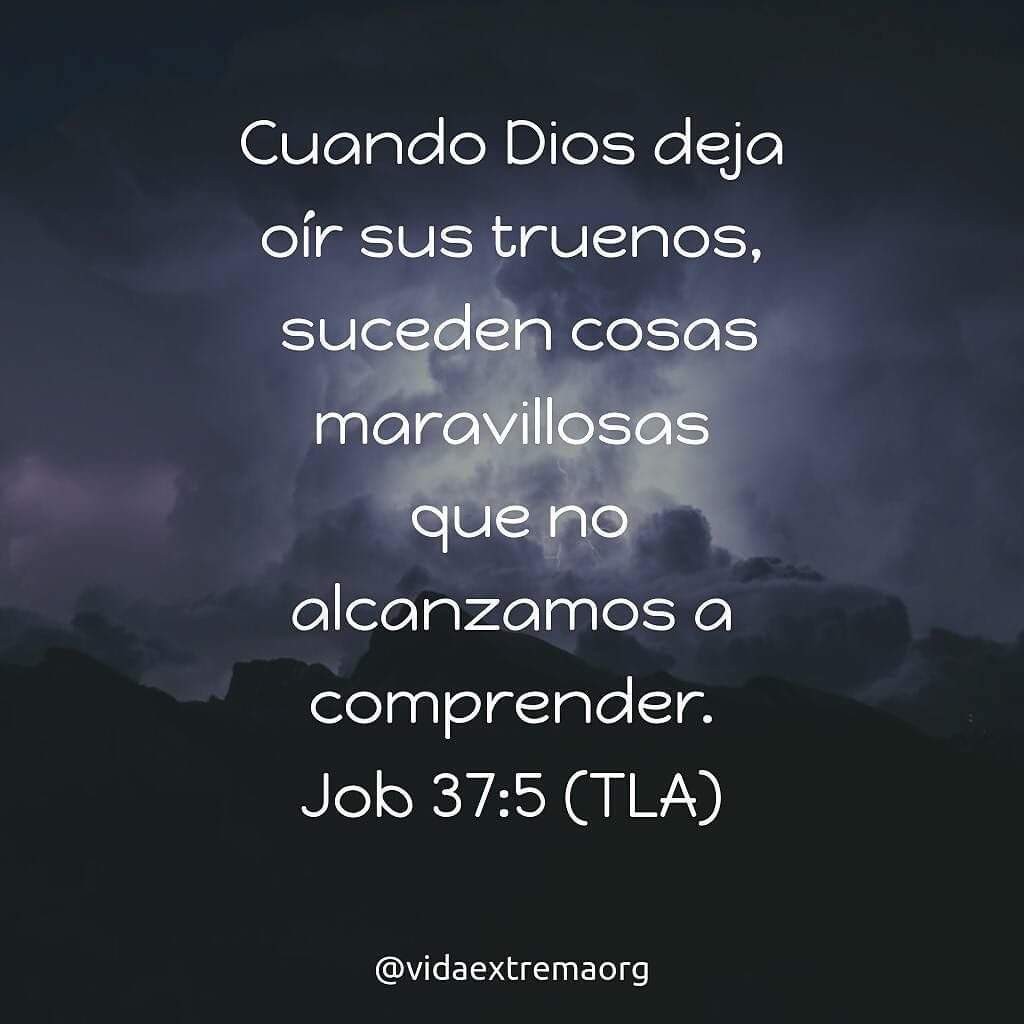 Cuando Dios deja
oír sus truenos,
suceden cosas
maravillosas
que no
alcanzamos a
comprender.
Job 37:5 (TLA)
@vidaextremaorg